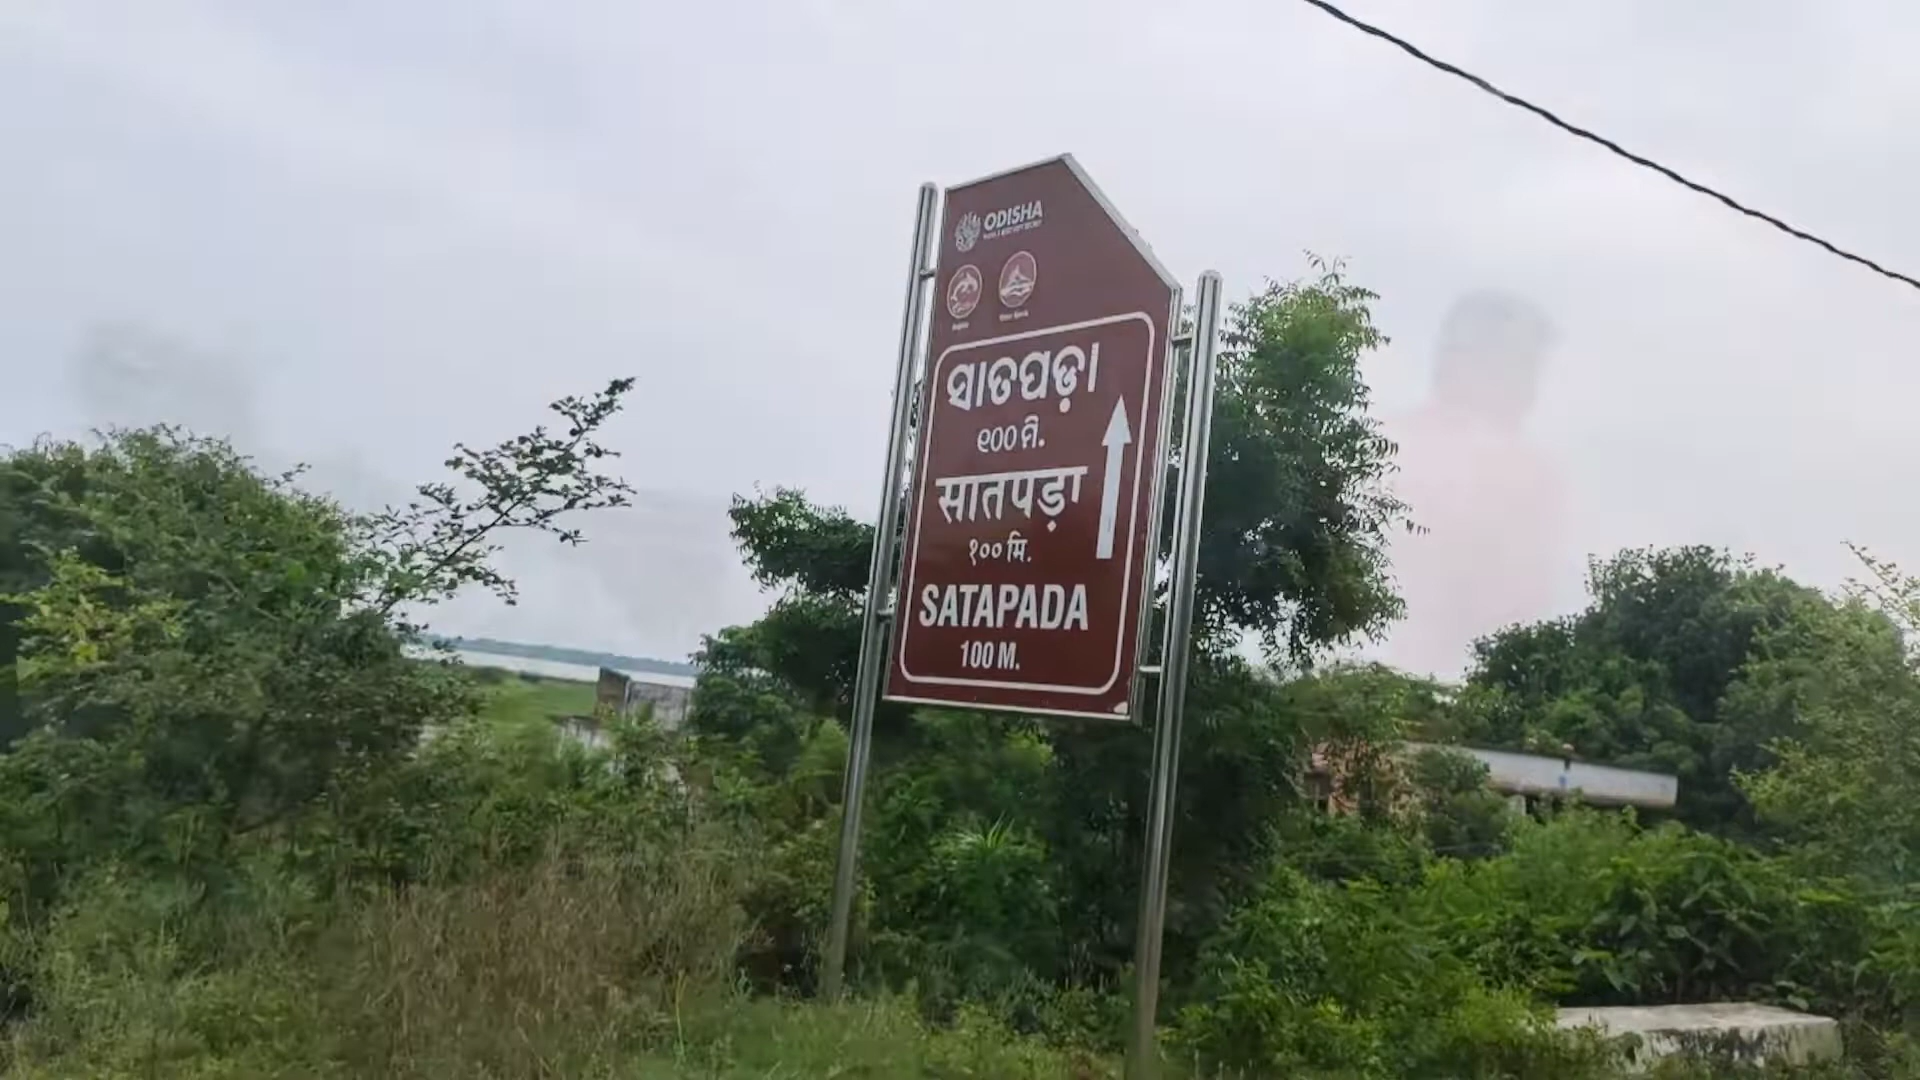 ODISHA
ସାତପଡ଼ା
୧୦୦ ମି.
सातपड़ा
१०० मि.
SATAPADA
100 M.